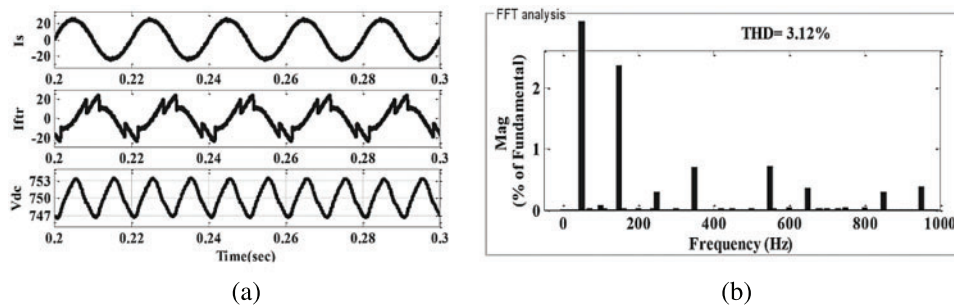 20
0
-20
Is
0.2 0.22 0.24 0.26 0.28 0.3
20
0
-20
Iftr
0.2 0.22 0.24 0.26 0.28 0.3
753
750
747
Vdc
0.2 0.22 0.24 0.26 0.28 0.3
Time(sec)
(a)
FFT analysis
THD= 3.12%
2
1
0
Mag
(% of Fundamental)
0 200 400 600 800 1000
Frequency (Hz)
(b)